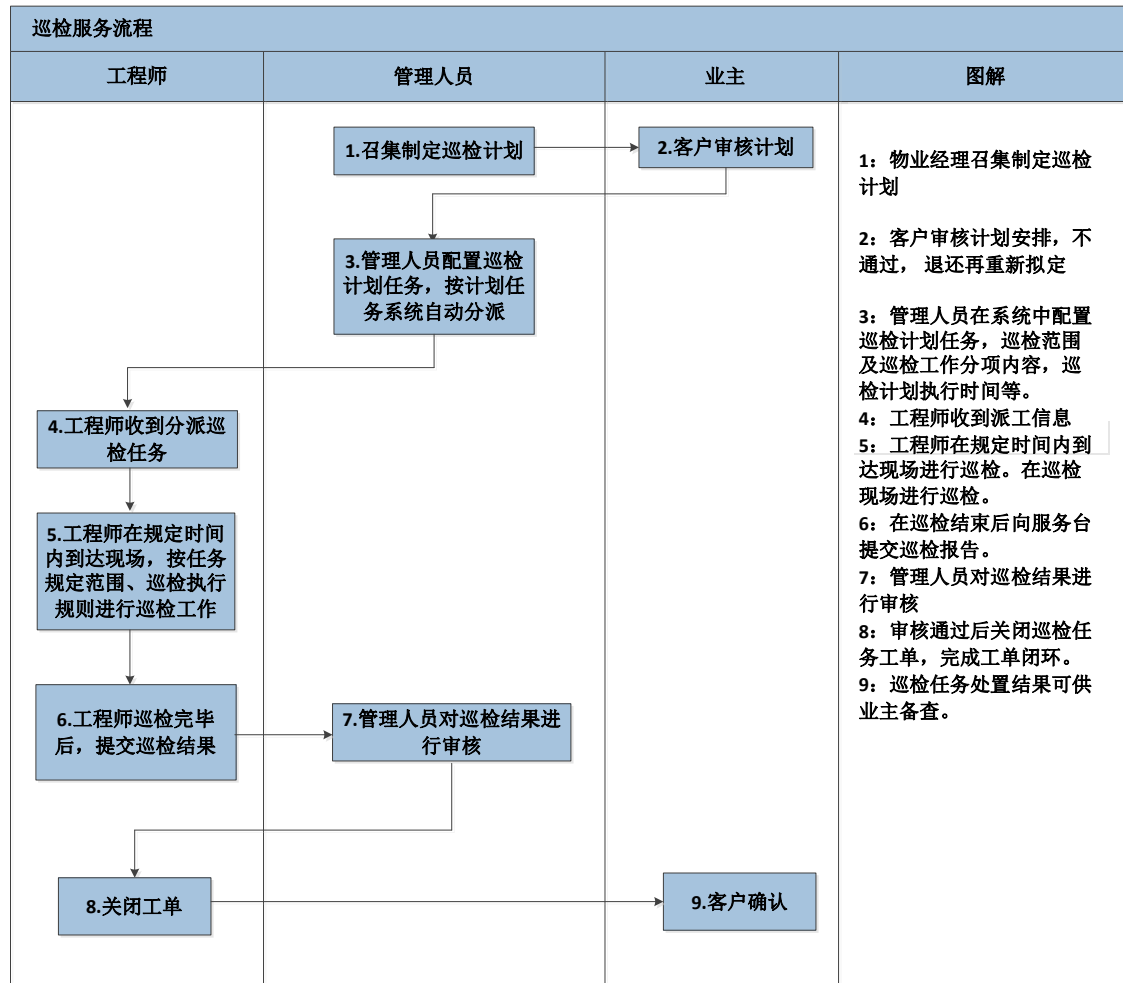 巡检服务流程
工程师
管理人员
业主
图解
1.召集制定巡检计划
2.客户审核计划
3.管理人员配置巡检
计划任务，按计划任
务系统自动分派
4.工程师收到分派巡
检任务
5.工程师在规定时间
内到达现场，按任务
规定范围、巡检执行
规则进行巡检工作
6.工程师巡检完毕
后，提交巡检结果
7.管理人员对巡检结果进
行审核
8.关闭工单
9.客户确认
1：物业经理召集制定巡检
计划
2：客户审核计划安排，不
通过， 退还再重新拟定
3：管理人员在系统中配置
巡检计划任务，巡检范围
及巡检工作分项内容，巡
检计划执行时间等。
4：工程师收到派工信息
5：工程师在规定时间内到
达现场进行巡检。在巡检
现场进行巡检。
6：在巡检结束后向服务台
提交巡检报告。
7：管理人员对巡检结果进
行审核
8：审核通过后关闭巡检任
务工单，完成工单闭环。
9：巡检任务处置结果可供
业主备查。